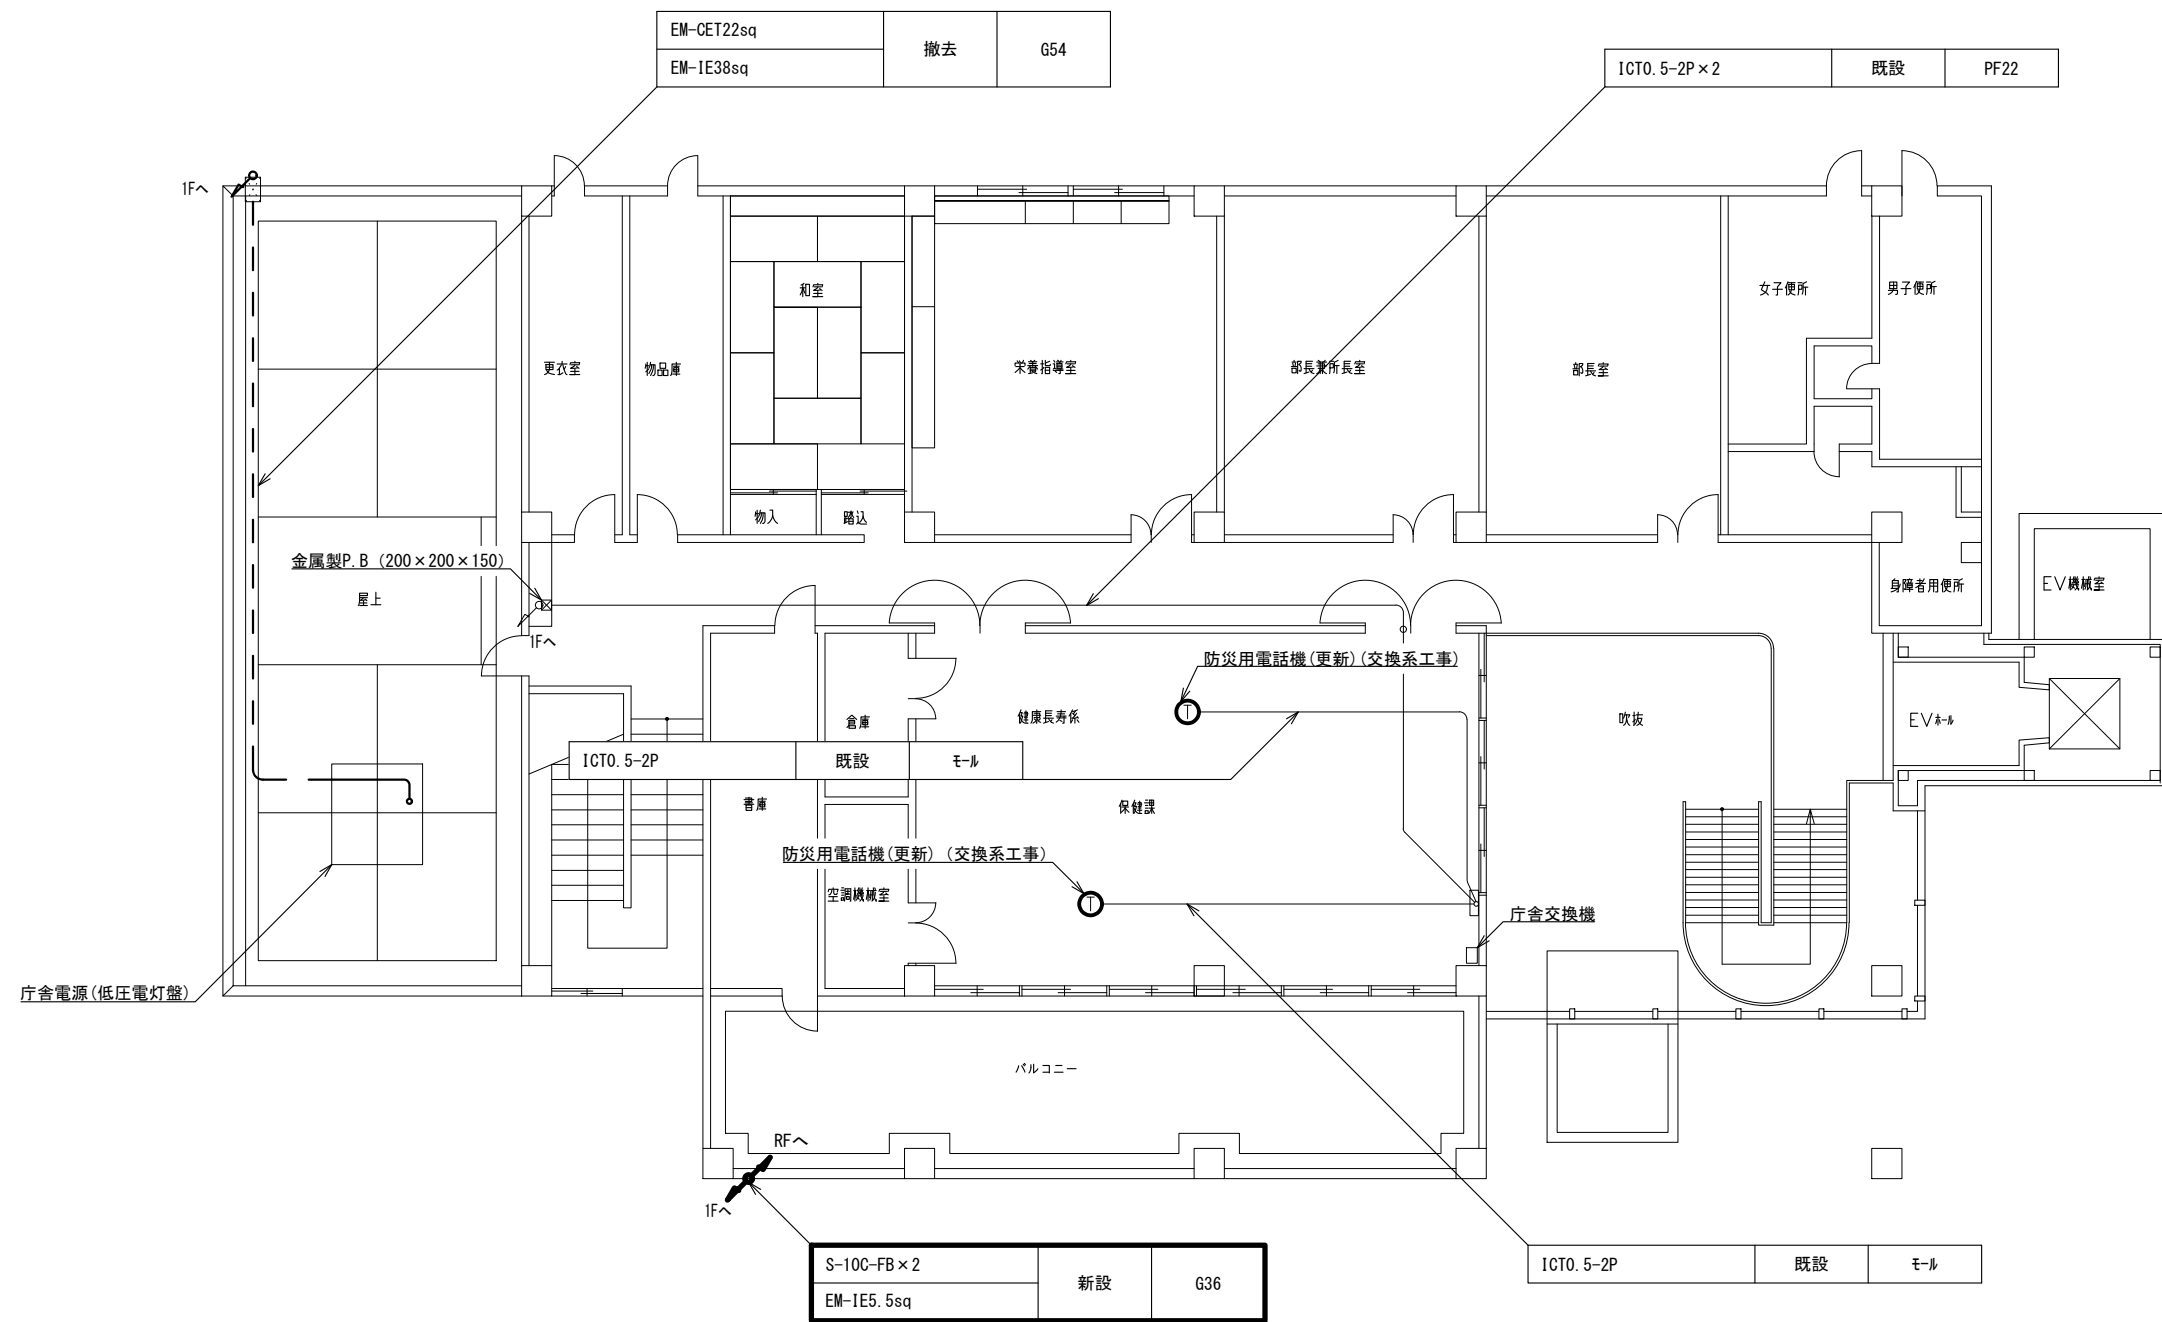 EM-CET22sq
EM-IE38sq
撤去
G54
ICT0.5-2P×2
既設
PF22
1Fへ
和室
女子便所
男子便所
更衣室
物品庫
栄養指導室
部長兼所長室
部長室
物入
踏込
金属製P.B (200×200×150)
屋上
身障者用便所
EV機械室
1Fへ
防災用電話機(更新)(交換系工事)
倉庫
健康長寿係
吹抜
EVホール
ICT0.5-2P
既設
モール
書庫
保健課
防災用電話機(更新) (交換系工事)
空調機械室
庁舎交換機
庁舎電源(低圧電灯盤)
バルコニー
RFへ
1Fへ
S-10C-FB×2
EM-IE5.5sq
新設
G36
ICT0.5-2P
既設
モール